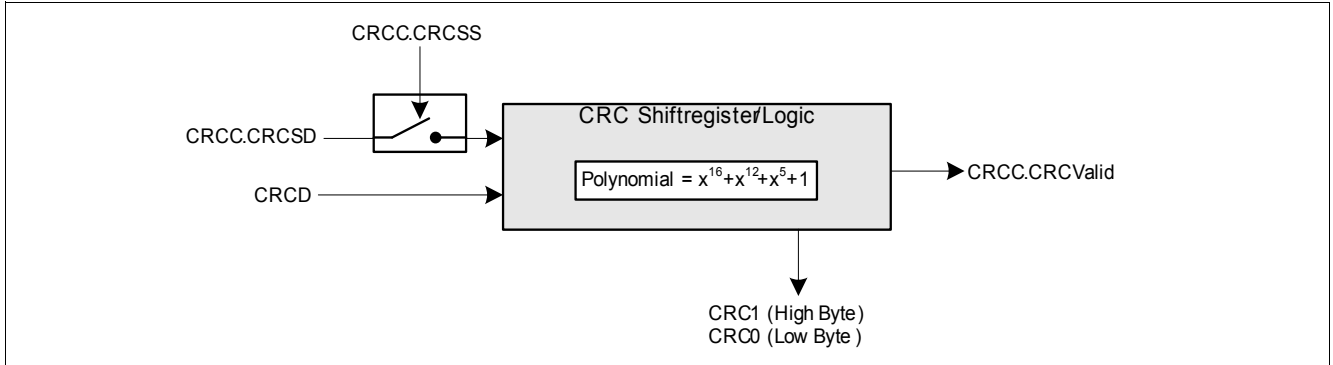 CRCC.CRCSS
CRC Shiftregister/Logic
CRCC.CRCSD
Polynomial = x¹⁶+x¹²+x⁵+1
CRCC.CRCValid
CRCD
CRC1 (High Byte)
CRC0 (Low Byte )